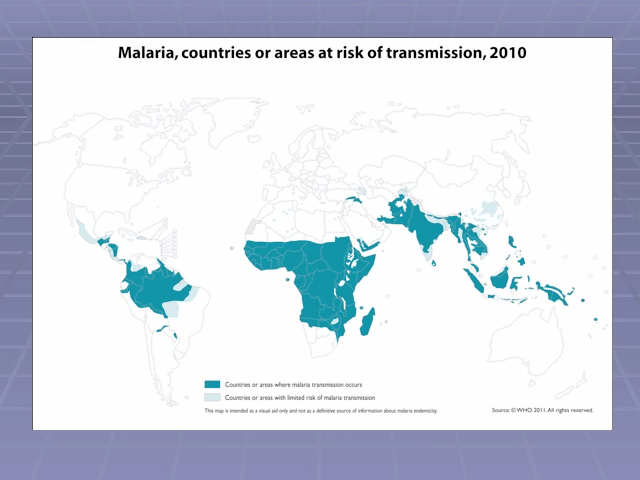 Malaria, countries or areas at risk of transmission, 2010
Countries or areas where malaria transmission occurs
Countries or areas with limited risk of malaria transmission
This map is intended as a visual aid only and not as a definitive source of information about malaria endemicity.
Source: © WHO 2011. All rights reserved.